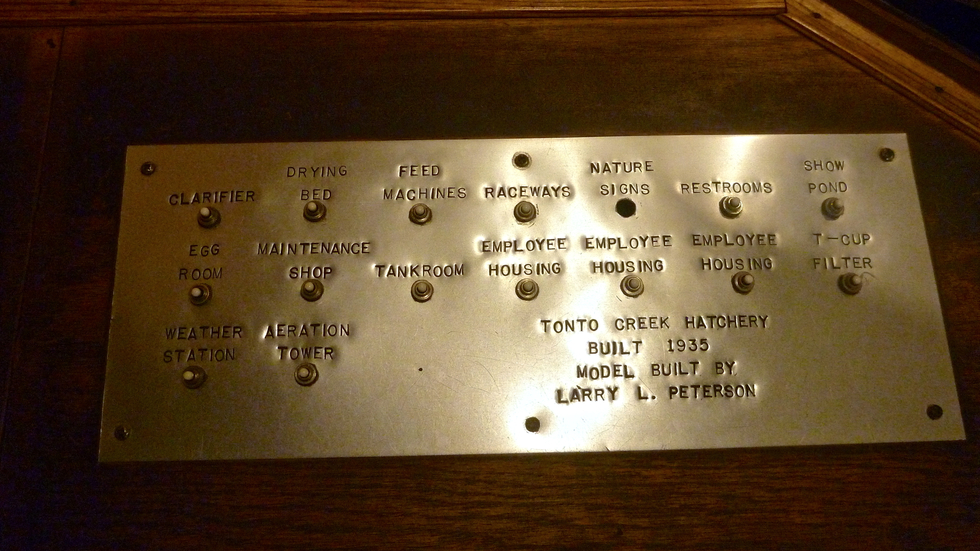 CLARIFIER
DRYING
BED
FEED
MACHINES
RACEWAYS
NATURE
SIGNS
RESTROOMS
SHOW
POND
EGG
ROOM
MAINTENANCE
SHOP
TANKROOM
EMPLOYEE
HOUSING
EMPLOYEE
HOUSING
EMPLOYEE
HOUSING
T-CUP
FILTER
WEATHER
STATION
AERATION
TOWER
TONTO CREEK HATCHERY
BUILT 1935
MODEL BUILT BY
LARRY L. PETERSON